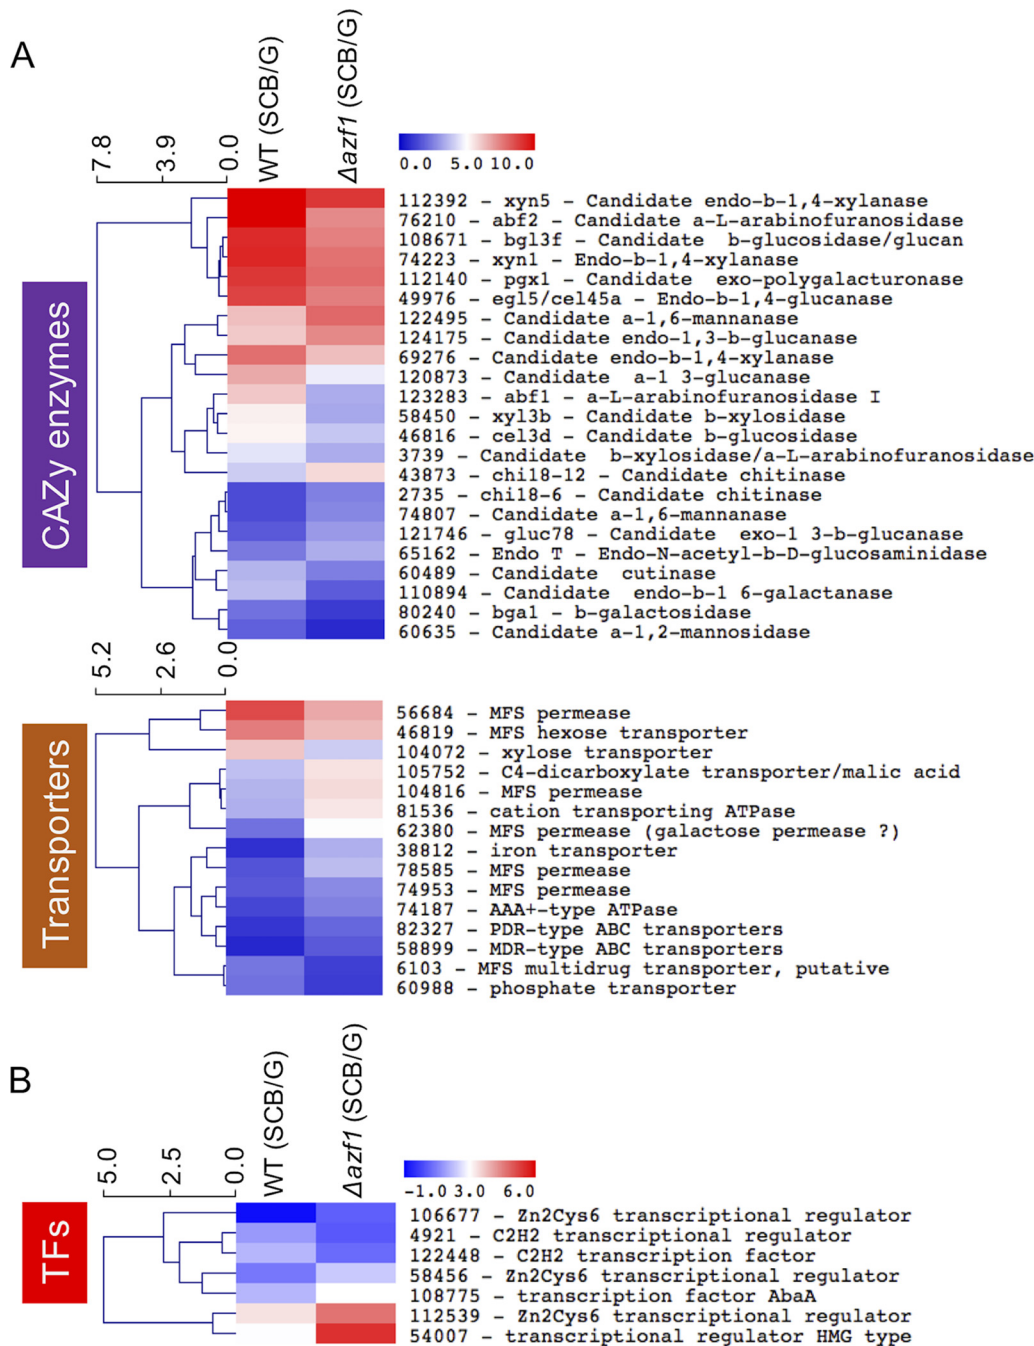 A
WT (SCB/G)
Δazf1 (SCB/G)
7.8
3.9
0.0
0.0 5.0 10.0
CAZy enzymes
112392 – xyn5 – Candidate endo-b-1,4-xylanase
76210 – abf2 – Candidate a-L-arabinofuranosidase
108671 – bgl3f – Candidate b-glucosidase/glucan
74223 – xyn1 – Endo-b-1,4-xylanase
112140 – pgx1 – Candidate exo-polygalacturonase
49976 – egl5/cel45a – Endo-b-1,4-glucanase
122495 – Candidate a-1,6-mannanase
124175 – Candidate endo-1,3-b-glucanase
69276 – Candidate endo-b-1,4-xylanase
120873 – Candidate a-1 3-glucanase
123283 – abf1 – a-L-arabinofuranosidase I
58450 – xyl3b – Candidate b-xylosidase
46816 – cel3d – Candidate b-glucosidase
3739 – Candidate b-xylosidase/a-L-arabinofuranosidase
43873 – chi18-12 – Candidate chitinase
2735 – chi18-6 – Candidate chitinase
74807 – Candidate a-1,6-mannanase
121746 – gluc78 – Candidate exo-1 3-b-glucanase
65162 – Endo T – Endo-N-acetyl-b-D-glucosaminidase
60489 – Candidate cutinase
110894 – Candidate endo-b-1 6-galactanase
80240 – bga1 – b-galactosidase
60635 – Candidate a-1,2-mannosidase
5.2
2.6
0.0
Transporters
56684 – MFS permease
46819 – MFS hexose transporter
104072 – xylose transporter
105752 – C4-dicarboxylate transporter/malic acid
104816 – MFS permease
81536 – cation transporting ATPase
62380 – MFS permease (galactose permease ?)
38812 – iron transporter
78585 – MFS permease
74953 – MFS permease
74187 – AAA+-type ATPase
82327 – PDR-type ABC transporters
58899 – MDR-type ABC transporters
6103 – MFS multidrug transporter, putative
60988 – phosphate transporter
B
WT (SCB/G)
Δazf1 (SCB/G)
5.0
2.5
0.0
-1.0 3.0 6.0
TFs
106677 – Zn2Cys6 transcriptional regulator
4921 – C2H2 transcriptional regulator
122448 – C2H2 transcription factor
58456 – Zn2Cys6 transcriptional regulator
108775 – transcription factor AbaA
112539 – Zn2Cys6 transcriptional regulator
54007 – transcriptional regulator HMG type